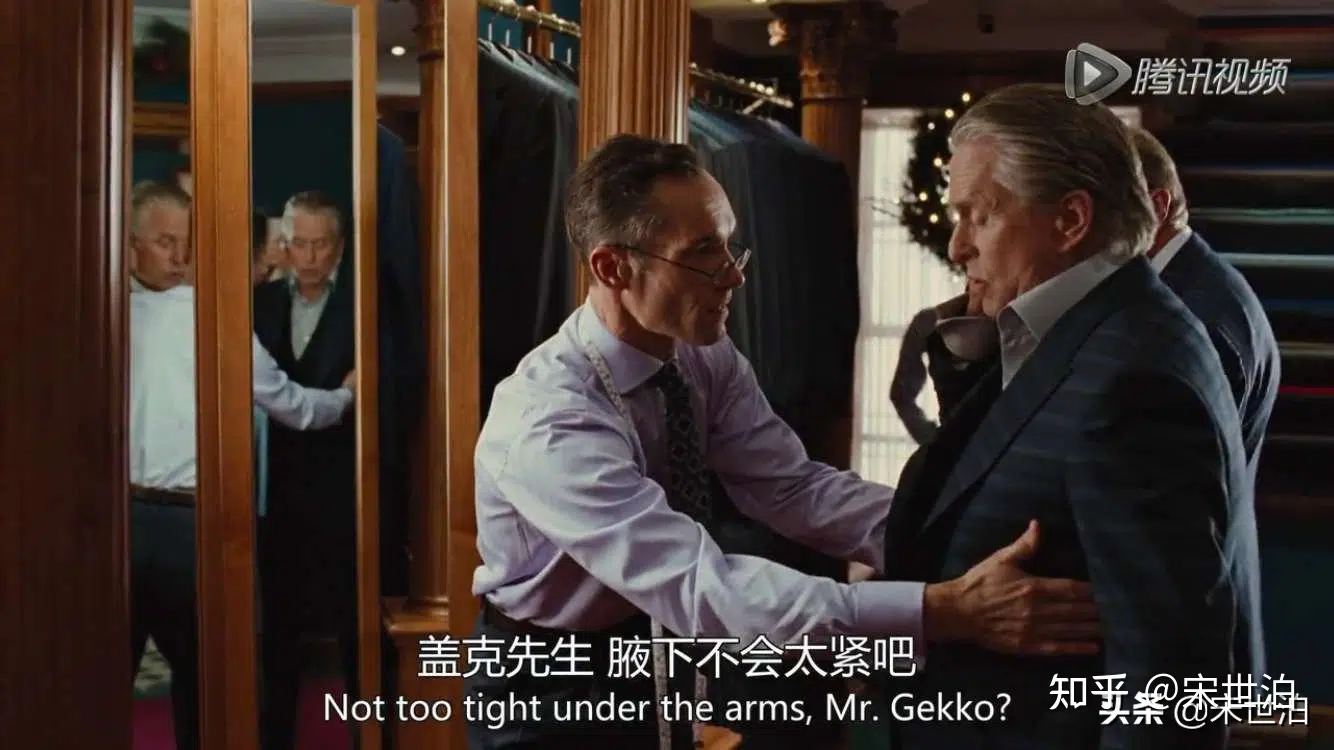 腾讯视频
盖克先生 腋下不会太紧吧
Not too tight under the arms, Mr. Gekko?
知乎 @宋世泊
头条 @宋世泊